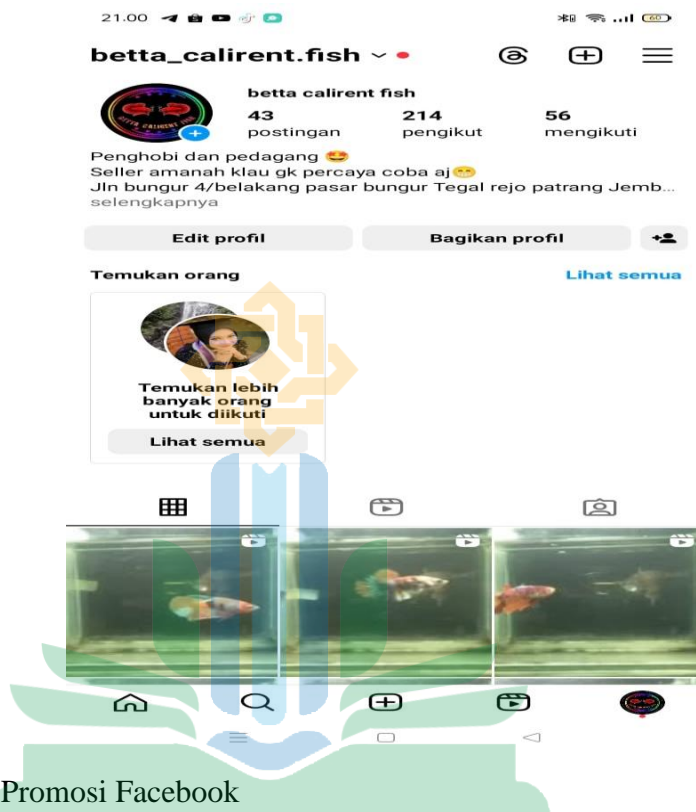 21.00
60
betta_calirent.fish
betta calirent fish
43 214 56
postingan pengikut mengikuti
Penghobi dan pedagang 🤩
Seller amanah klau gk percaya coba aj😁
Jln bungur 4/belakang pasar bungur Tegal rejo patrang Jemb...
selengkapnya
Edit profil Bagikan profil
Temukan orang Lihat semua
Temukan lebih
banyak orang
untuk diikuti
Lihat semua
Promosi Facebook